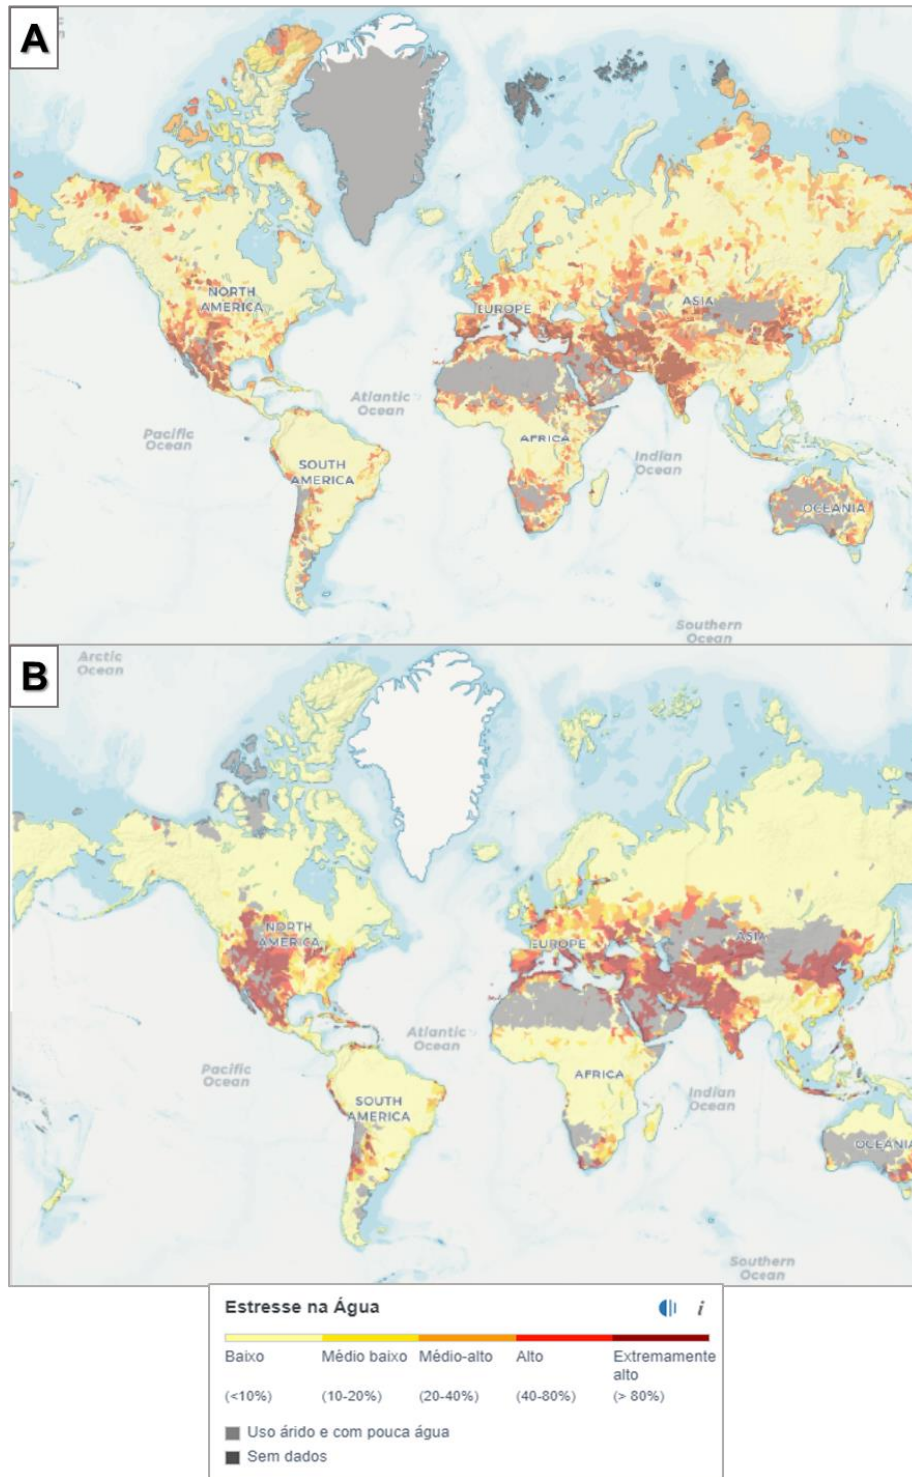 A
NORTH
AMERICA
EUROPE
ASIA
Atlantic
Ocean
AFRICA
Pacific
Ocean
Indian
Ocean
SOUTH
AMERICA
OCEANIA
Southern
Ocean
B
Arctic
Ocean
NORTH
AMERICA
EUROPE
ASIA
Atlantic
Ocean
AFRICA
Pacific
Ocean
Indian
Ocean
SOUTH
AMERICA
OCEANIA
Southern
Ocean
Estresse na Água i
Baixo Médio baixo Médio-alto Alto Extremamente
alto
(<10%) (10-20%) (20-40%) (40-80%) (> 80%)
Uso árido e com pouca água
Sem dados